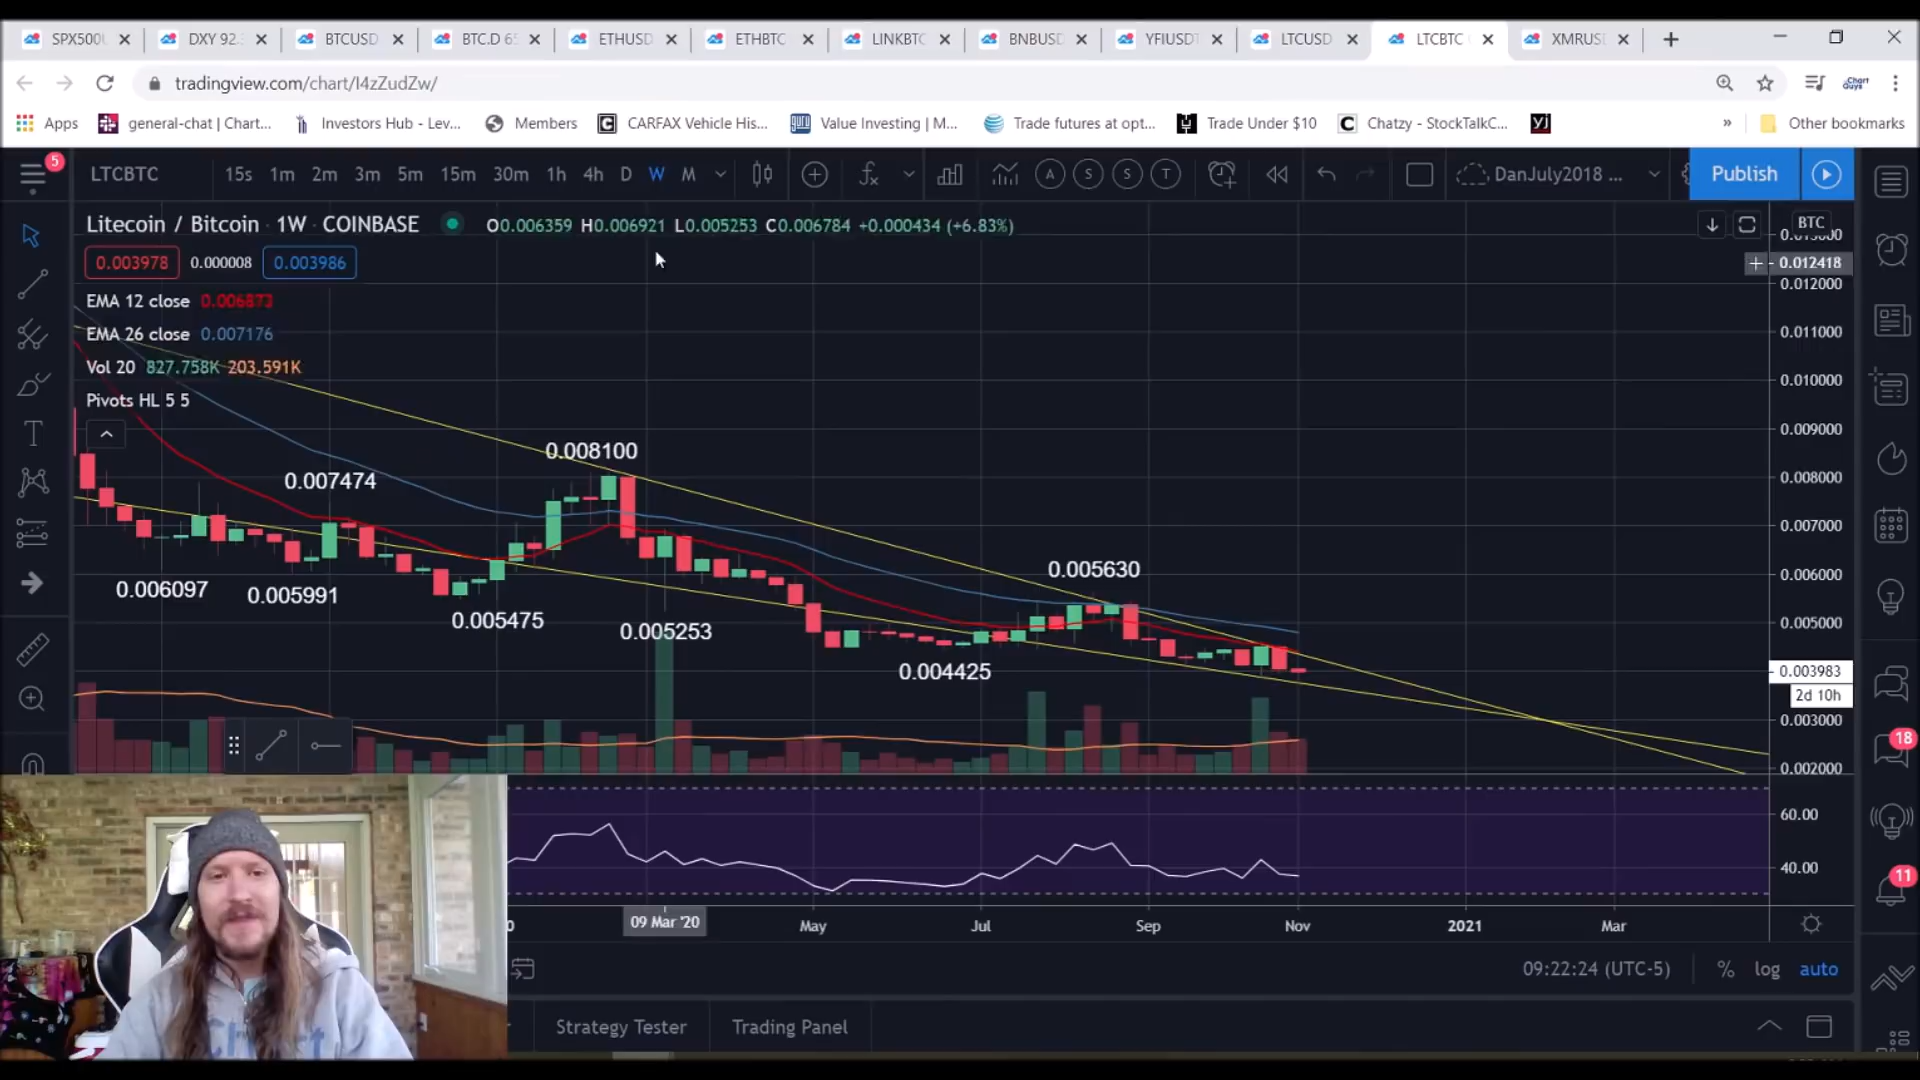 SPX500U
DXY 92.
BTCUSD
BTC.D 6
ETHUSD
ETHBTC
LINKBTC
BNBUSD
YFIUSDT
LTCUSD
LTCBTC
XMRUS
tradingview.com/chart/I4zZudZw/
Chart Guys
Apps
general-chat | Chart...
Investors Hub - Lev...
Members
CARFAX Vehicle His...
guru
Value Investing | M...
Trade futures at opt...
Trade Under $10
Chatzy - StockTalkC...
yj
»
Other bookmarks
5
LTCBTC
15s
1m
2m
3m
5m
15m
30m
1h
4h
D
W
M
A
S
S
T
DanJuly2018 ...
Publish
Litecoin / Bitcoin · 1W · COINBASE
O0.006359 H0.006921 L0.005253 C0.006784 +0.000434 (+6.83%)
BTC
0.003978
0.000008
0.003986
0.012418
EMA 12 close 0.006873
EMA 26 close 0.007176
Vol 20 827.758K 203.591K
Pivots HL 5 5
0.012000
0.011000
0.010000
0.009000
0.008000
0.007000
0.006000
0.005000
0.003983
2d 10h
0.003000
0.002000
0.008100
0.007474
0.005630
0.006097
0.005991
0.005475
0.005253
0.004425
60.00
40.00
18
11
09 Mar '20
May
Jul
Sep
Nov
2021
Mar
09:22:24 (UTC-5)
%
log
auto
Strategy Tester
Trading Panel